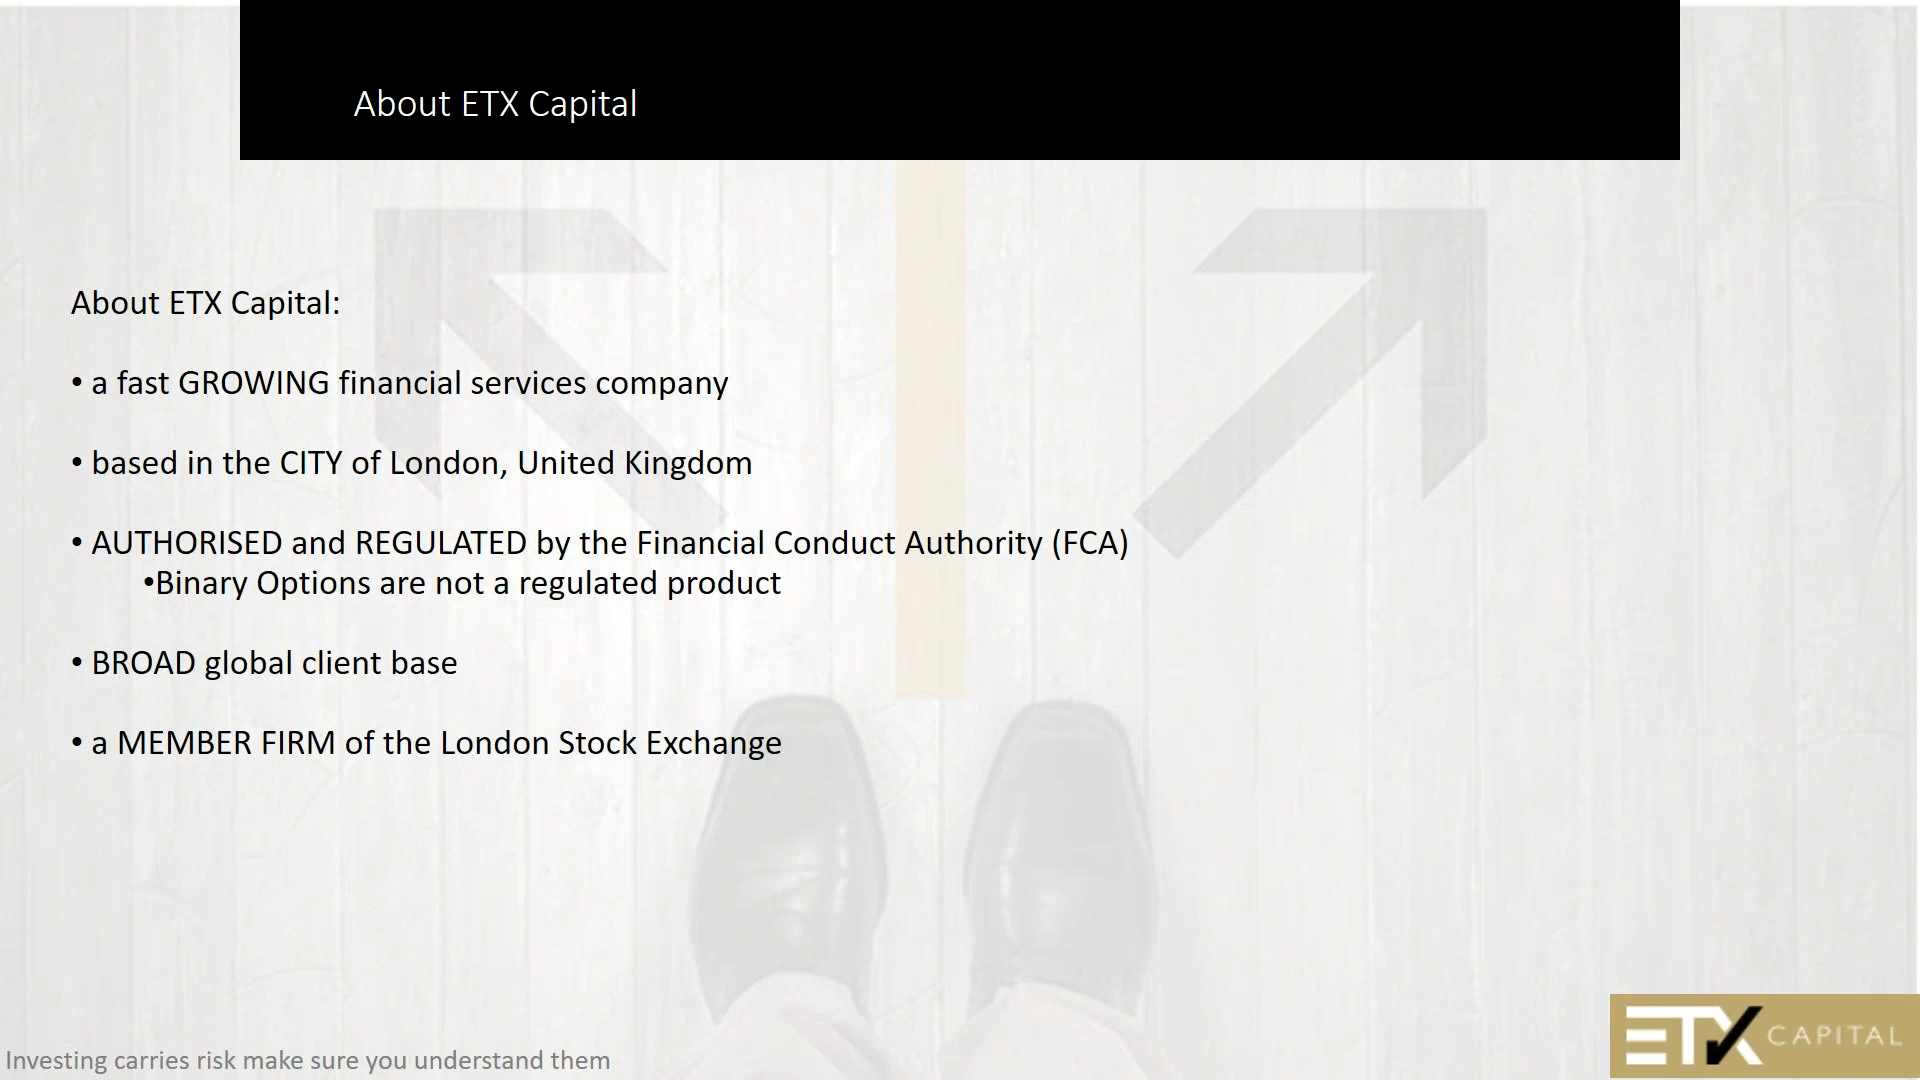 About ETX Capital
About ETX Capital:
• a fast GROWING financial services company
• based in the CITY of London, United Kingdom
• AUTHORISED and REGULATED by the Financial Conduct Authority (FCA)
•Binary Options are not a regulated product
• BROAD global client base
• a MEMBER FIRM of the London Stock Exchange
Investing carries risk make sure you understand them
ETX CAPITAL